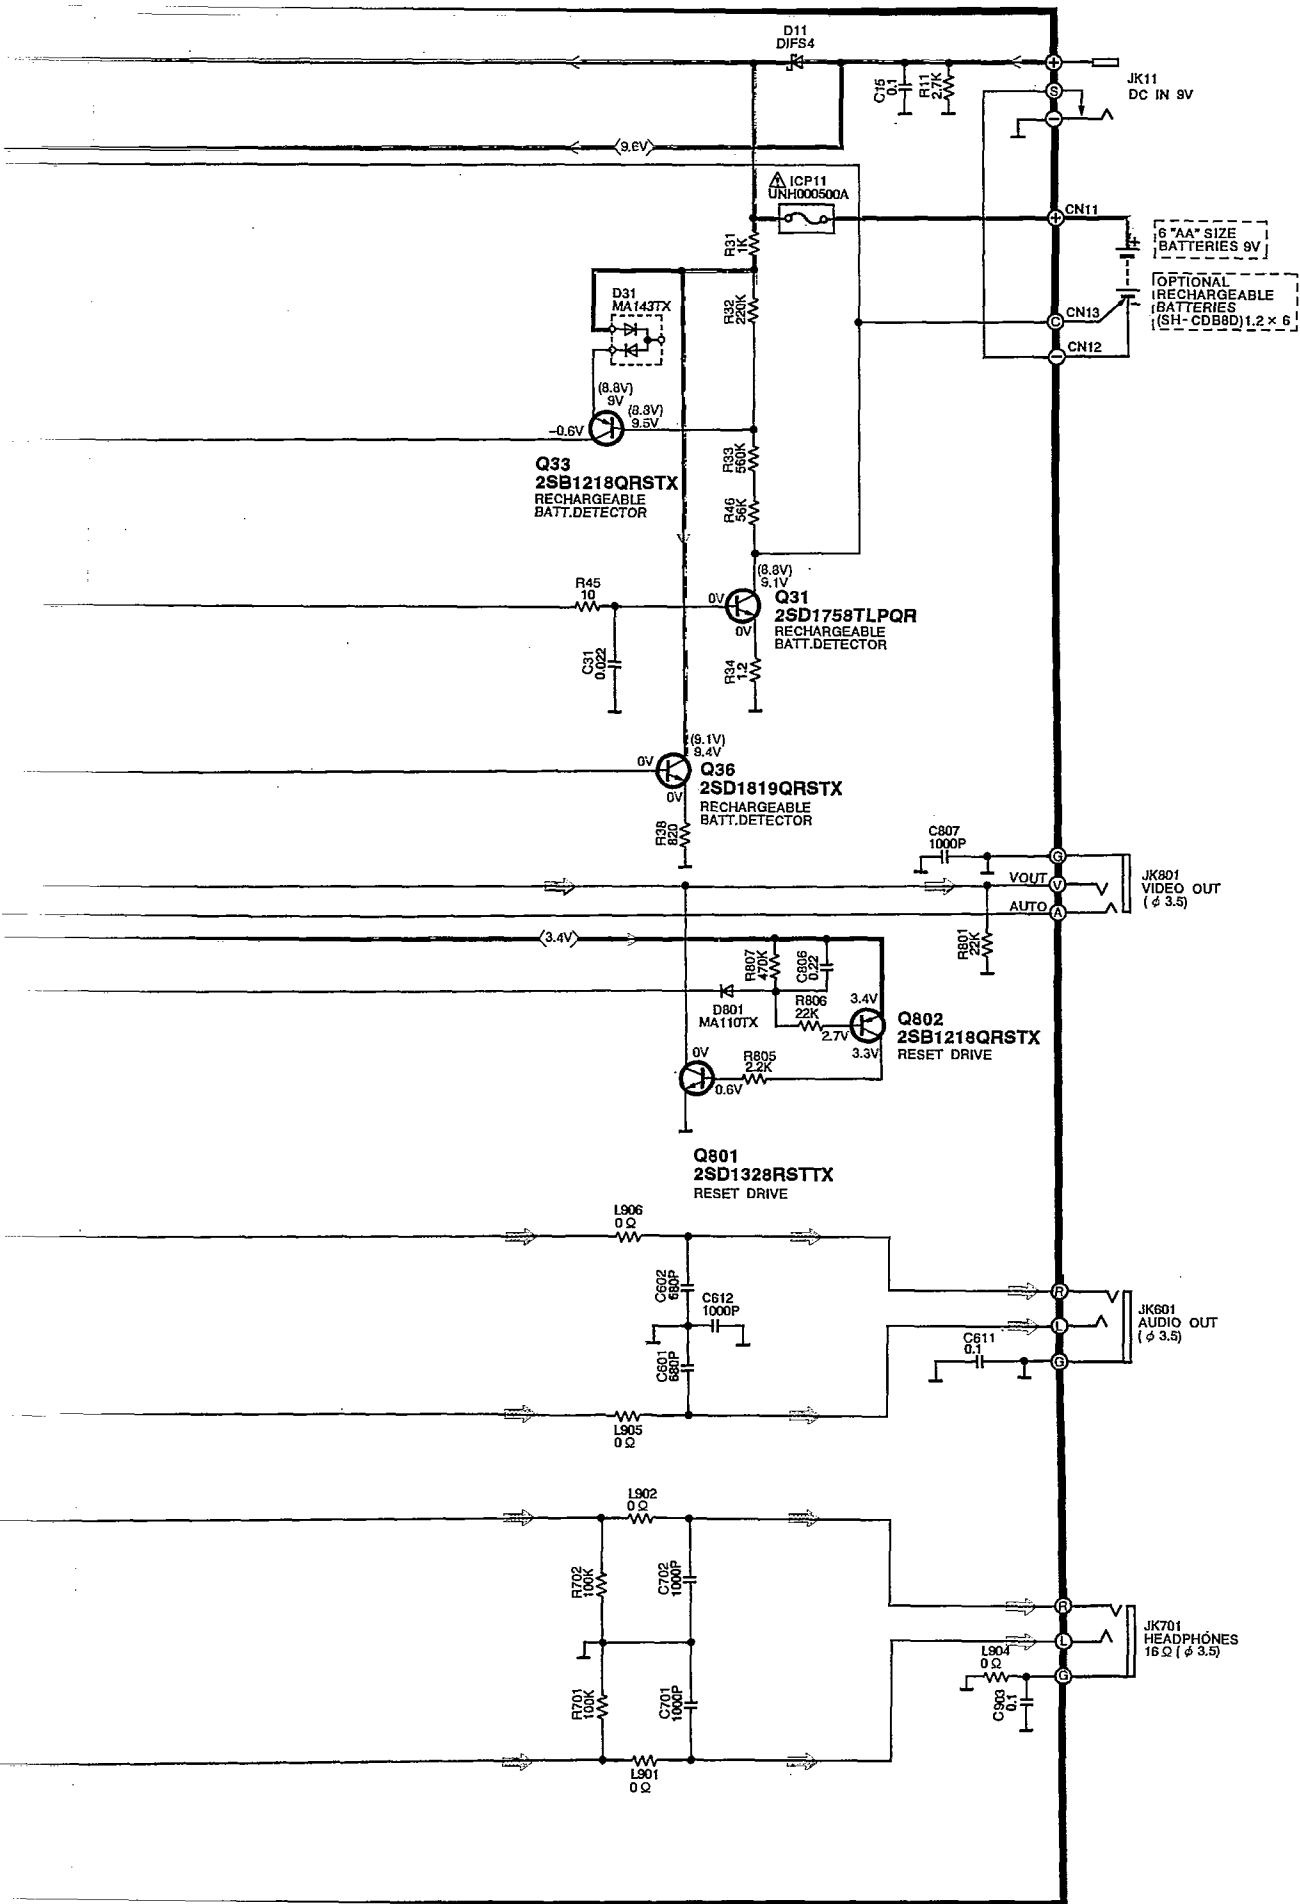 D11
DIFS4
C15
0.1
R11
2.7K
+
S
−
JK11
DC IN 9V
9.6V
ICP11
UNH000500A
+
CN11
6 "AA" SIZE
BATTERIES 9V
OPTIONAL
RECHARGEABLE
BATTERIES
(SH-CDB8D)1.2×6
C
CN13
−
CN12
R31
1K
D31
MA143TX
R32
220K
(8.8V)
9V
(8.8V)
9.5V
-0.6V
Q33
2SB1218QRSTX
RECHARGEABLE
BATT.DETECTOR
R33
560K
R46
56K
R45
10
(8.8V)
9.1V
0V
0V
Q31
2SD1758TLPQR
RECHARGEABLE
BATT.DETECTOR
C31
0.022
R34
1.2
(9.1V)
9.4V
0V
0V
Q36
2SD1819QRSTX
RECHARGEABLE
BATT.DETECTOR
R38
820
C807
1000P
G
VOUT
V
AUTO
A
JK801
VIDEO OUT
(φ 3.5)
R801
22K
3.4V
R807
470K
C806
0.22
D801
MA110TX
R806
22K
3.4V
2.7V
3.3V
Q802
2SB1218QRSTX
RESET DRIVE
0V
R805
2.2K
0.6V
Q801
2SD1328RSTTX
RESET DRIVE
L906
0Ω
C602
680P
C612
1000P
C601
680P
L905
0Ω
R
L
G
C611
0.1
JK601
AUDIO OUT
(φ 3.5)
L902
0Ω
R702
100K
C702
1000P
R701
100K
C701
1000P
L901
0Ω
R
L
G
L904
0Ω
C903
0.1
JK701
HEADPHONES
16Ω (φ 3.5)